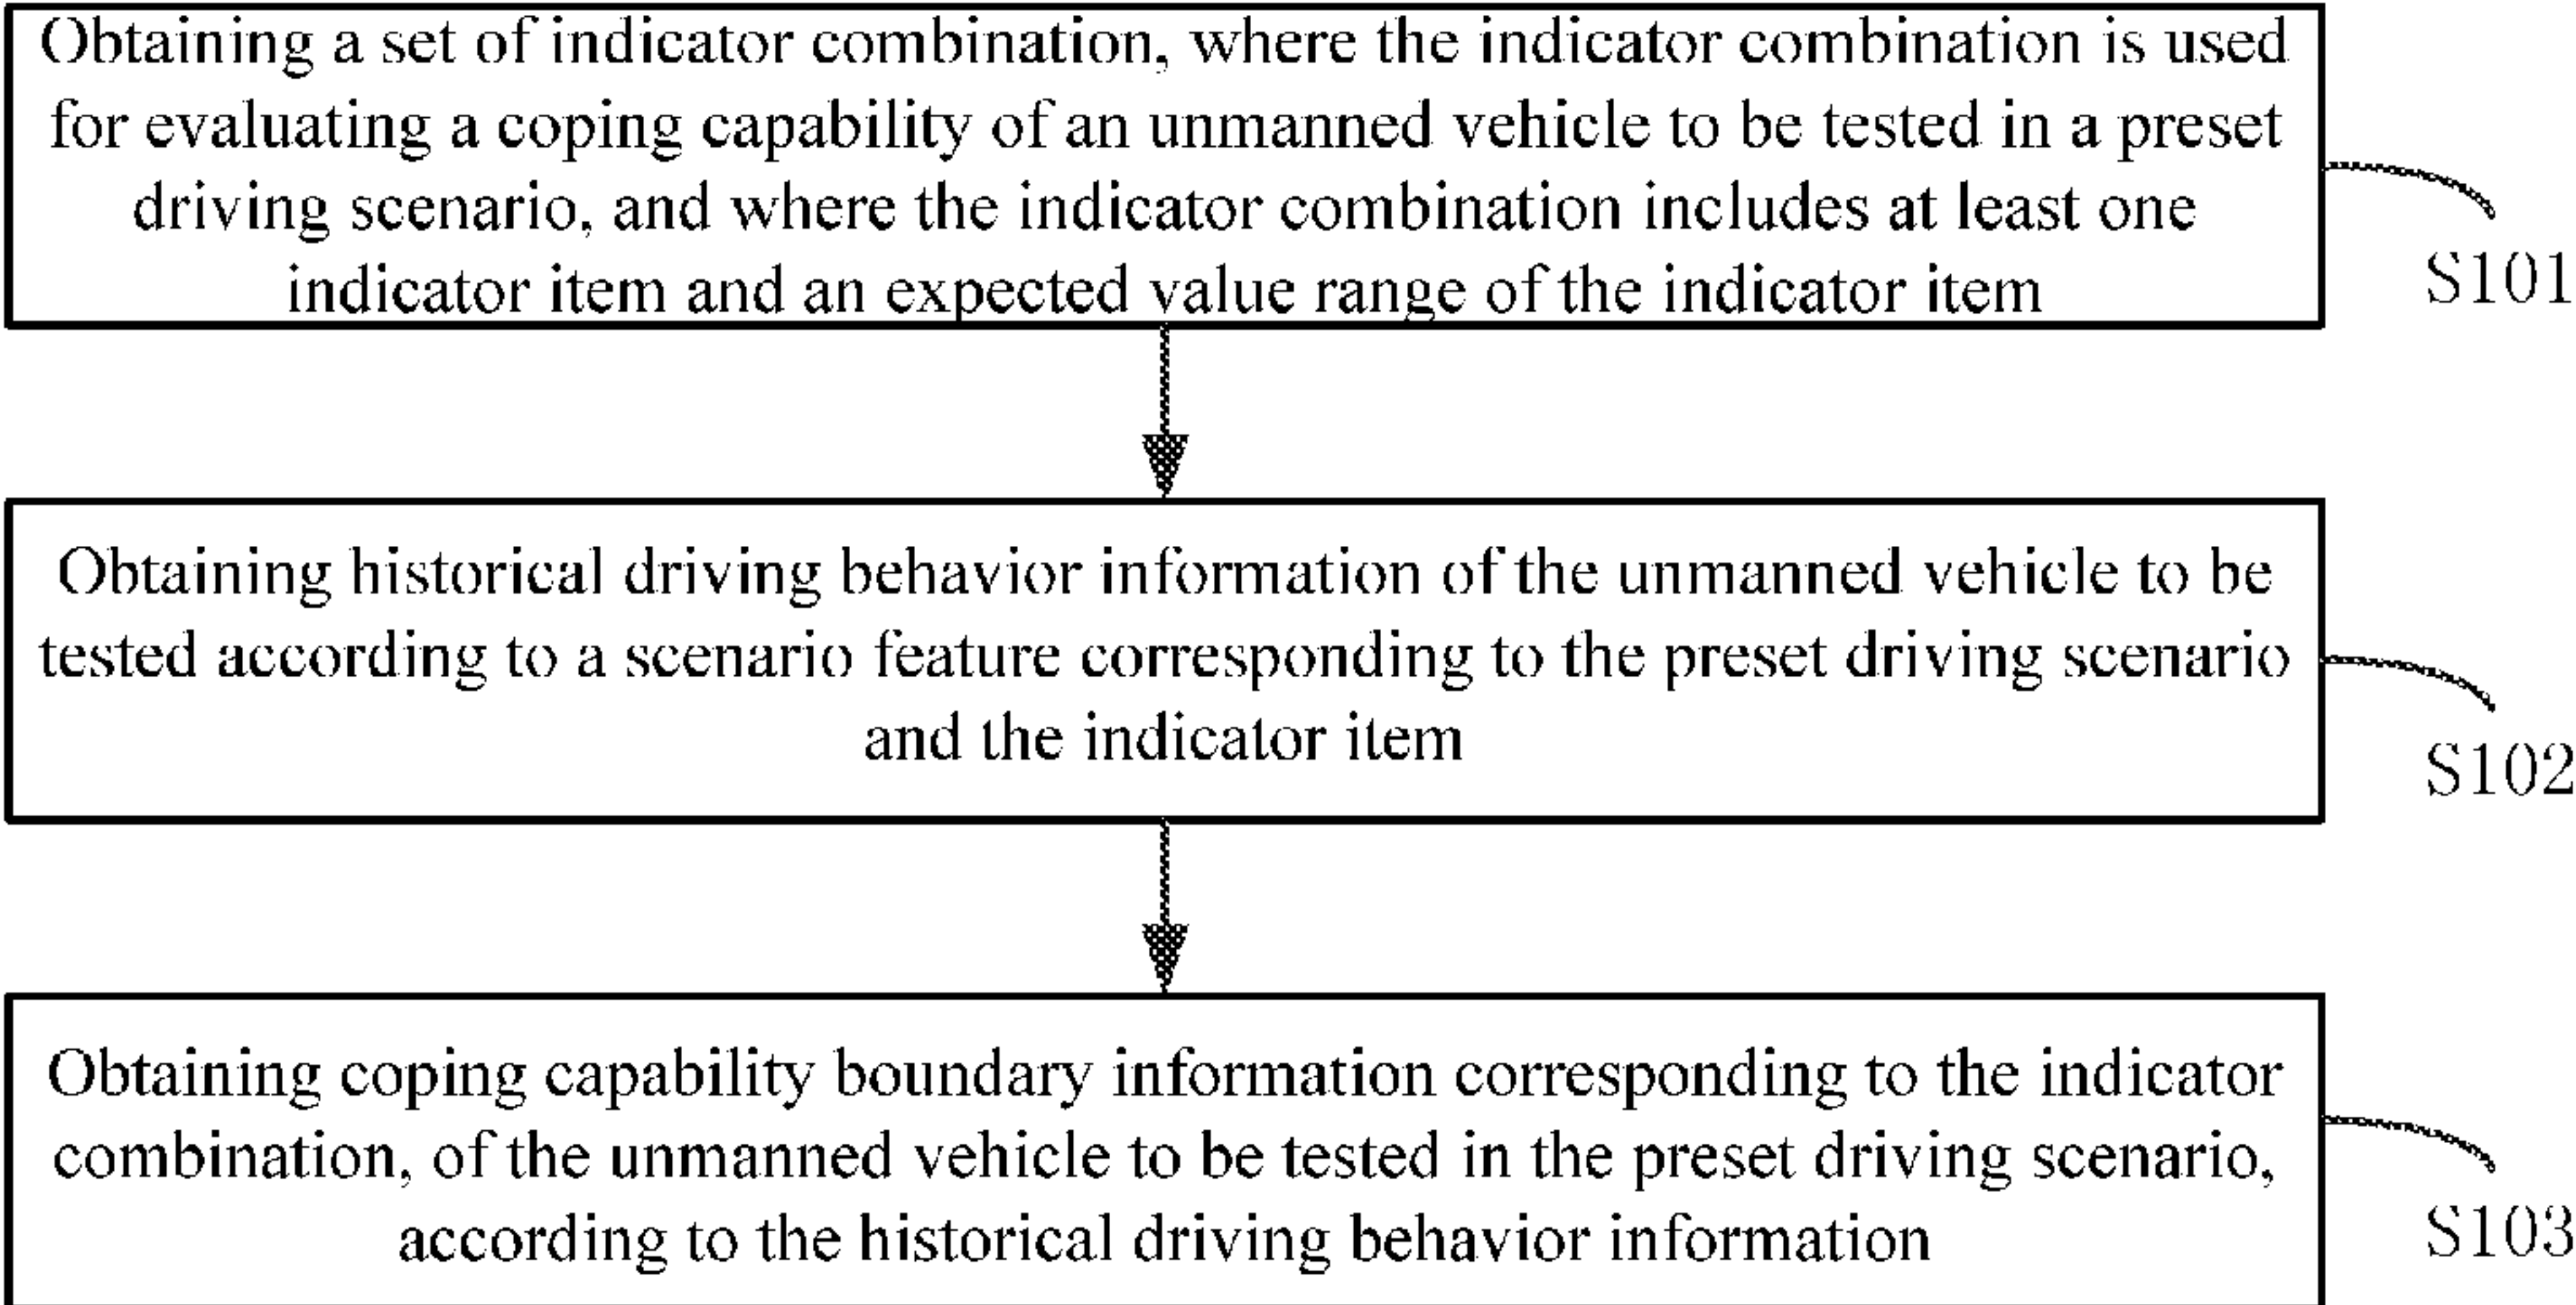 Obtaining a set of indicator combination, where the indicator combination is used
for evaluating a coping capability of an unmanned vehicle to be tested in a preset
driving scenario, and where the indicator combination includes at least one
indicator item and an expected value range of the indicator item
S101
Obtaining historical driving behavior information of the unmanned vehicle to be
tested according to a scenario feature corresponding to the preset driving scenario
and the indicator item
S102
Obtaining coping capability boundary information corresponding to the indicator
combination, of the unmanned vehicle to be tested in the preset driving scenario,
according to the historical driving behavior information
S103